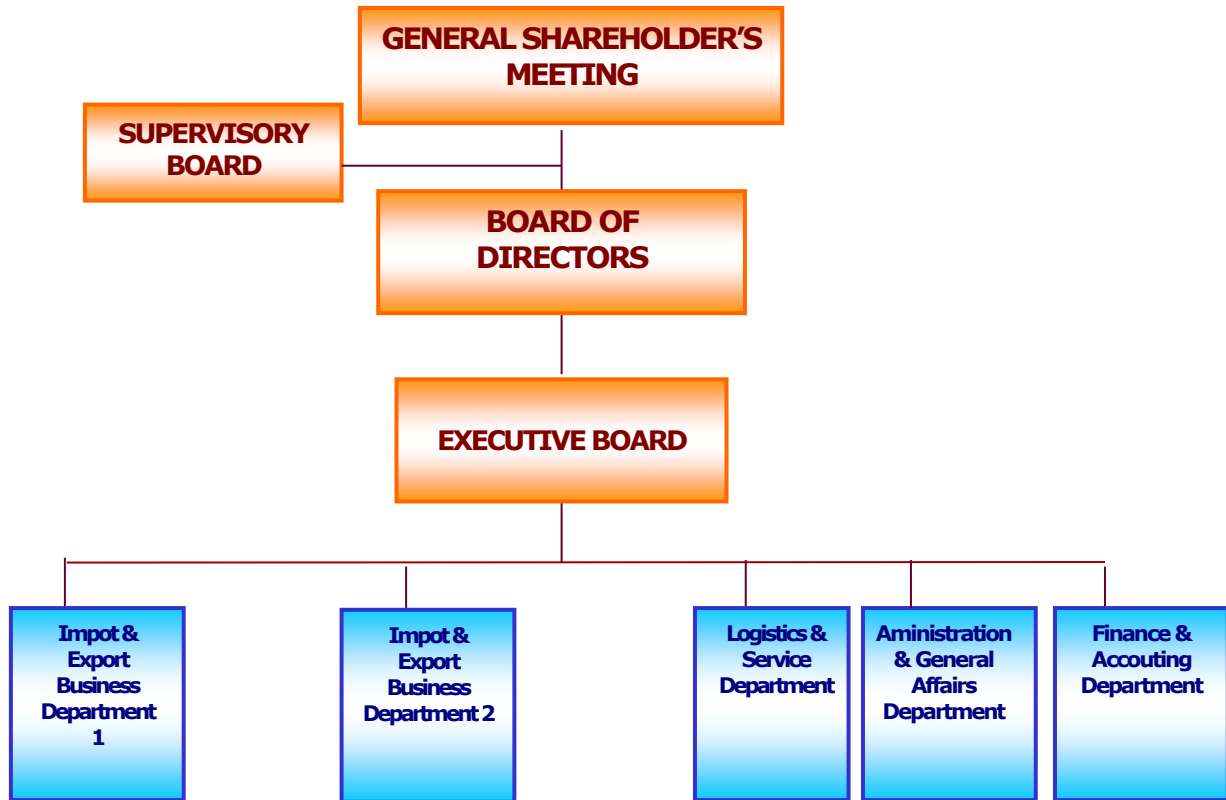 GENERAL SHAREHOLDER’S
MEETING
SUPERVISORY
BOARD
BOARD OF
DIRECTORS
EXECUTIVE BOARD
Impot &
Export
Business
Department
1
Impot &
Export
Business
Department 2
Logistics &
Service
Department
Aministration
& General
Affairs
Department
Finance &
Accouting
Department